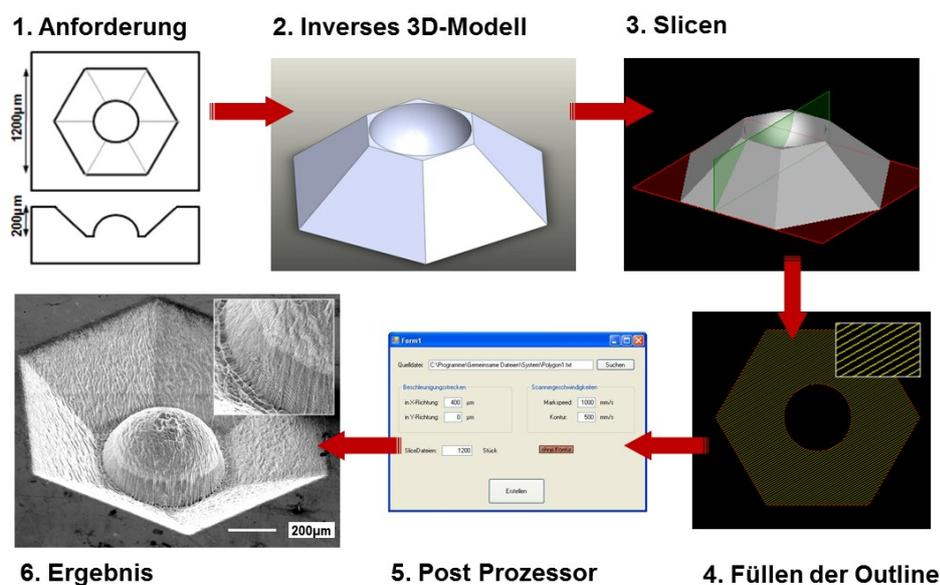 1. Anforderung
2. Inverses 3D-Modell
3. Slicen
1200µm
200µm
200µm
Form1
Quelldatei: C:\Programme\Gemeinsame Dateien\System\Polygon1.txt Suchen
Beschleunigungsstrecken
in X-Richtung: 400 µm
in Y-Richtung: 0 µm
Scannergeschwindigkeiten
Markspeed: 1000 mm/s
Kontur: 500 mm/s
SliceDateien: 1200 Stück
ohne Kontur
Erstellen
6. Ergebnis
5. Post Prozessor
4. Füllen der Outline